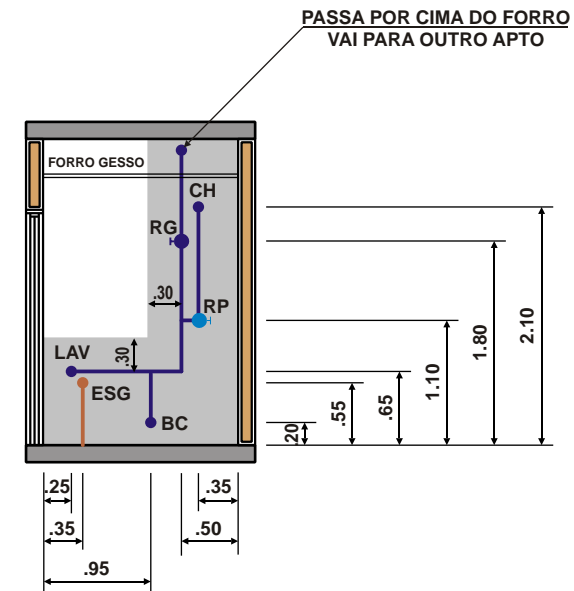 PASSA POR CIMA DO FORRO
VAI PARA OUTRO APTO
FORRO GESSO
CH
RG
.30
RP
.30
LAV
ESG
BC
.20
.55
.65
1.10
1.80
2.10
.25
.35
.35
.50
.95